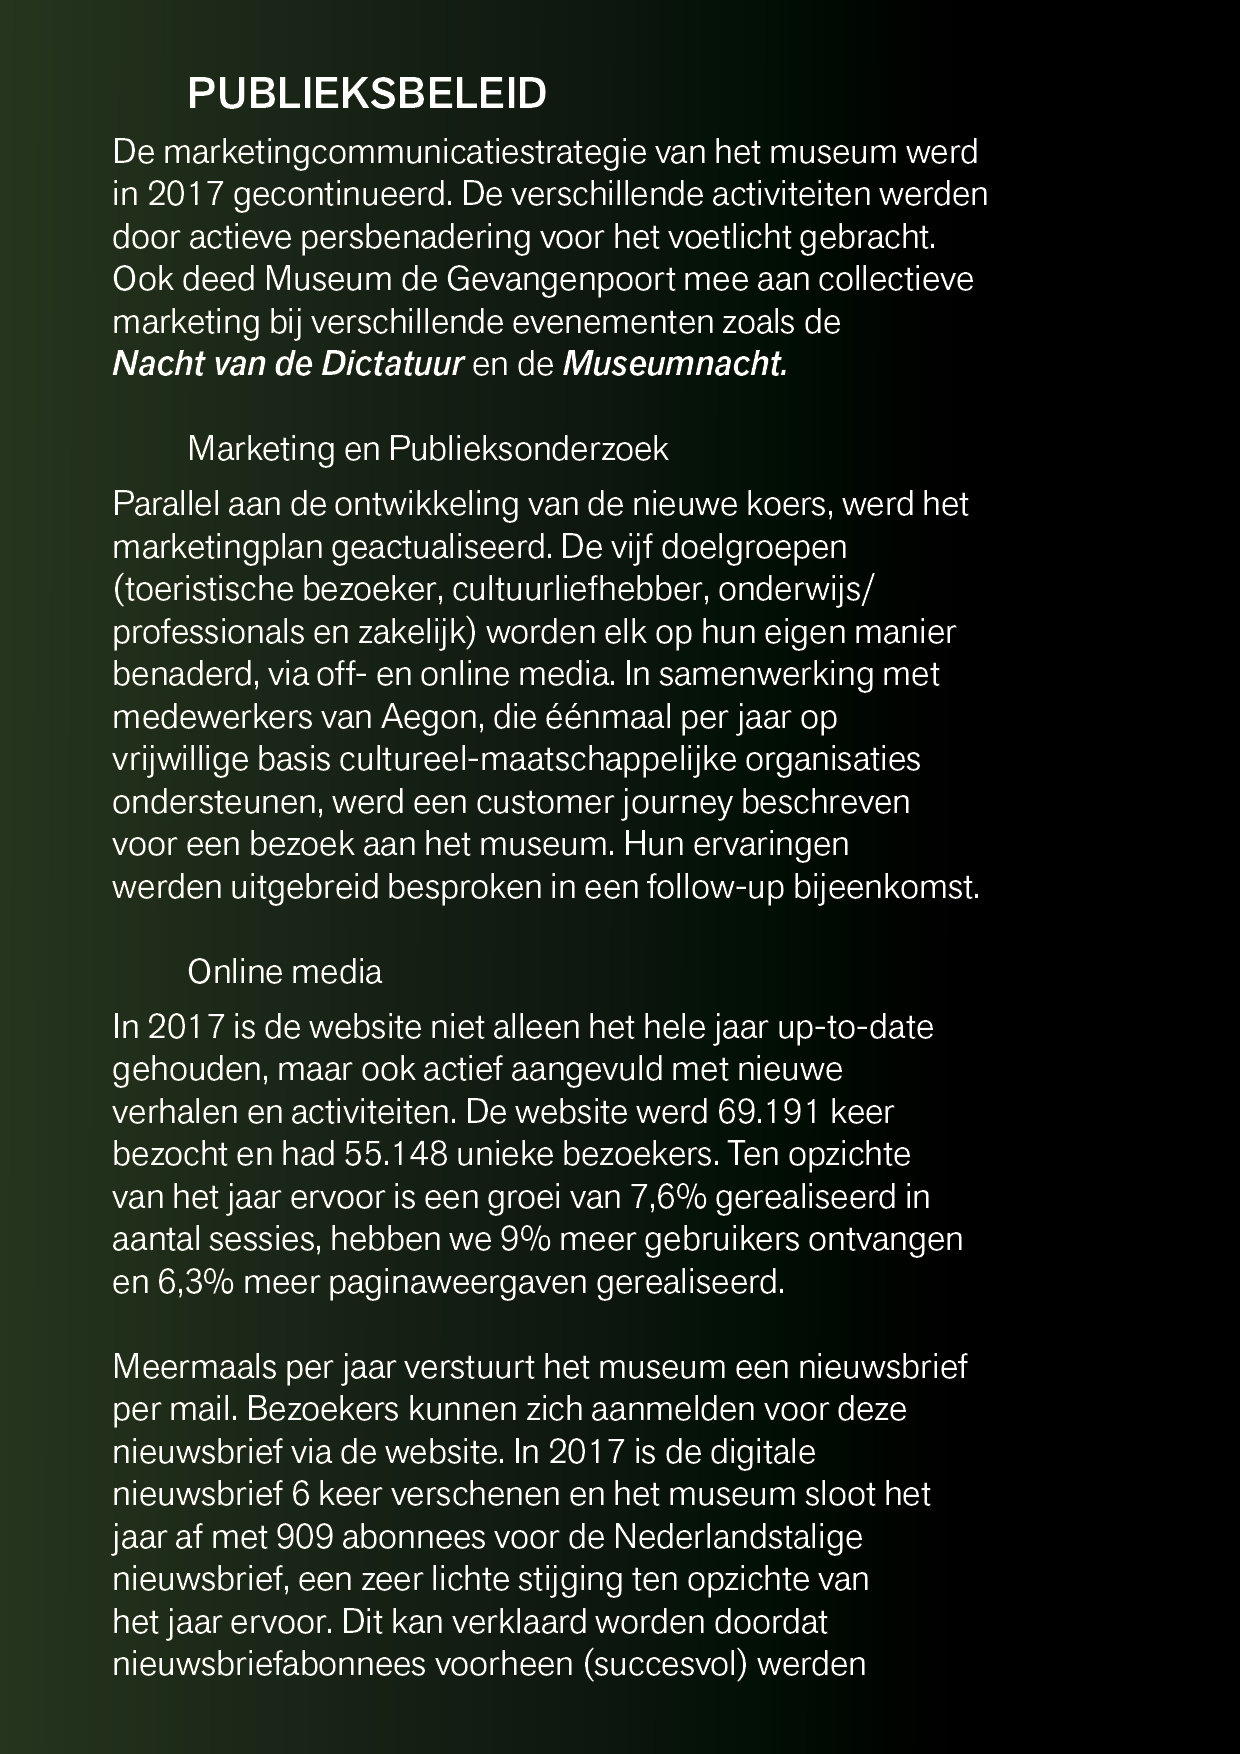 PUBLIEKSBELEID
De marketingcommunicatiestrategie van het museum werd
in 2017 gecontinueerd. De verschillende activiteiten werden
door actieve persbenadering voor het voetlicht gebracht.
Ook deed Museum de Gevangenpoort mee aan collectieve
marketing bij verschillende evenementen zoals de
Nacht van de Dictatuur en de Museumnacht.
Marketing en Publieksonderzoek
Parallel aan de ontwikkeling van de nieuwe koers, werd het
marketingplan geactualiseerd. De vijf doelgroepen
(toeristische bezoeker, cultuurliefhebber, onderwijs/
professionals en zakelijk) worden elk op hun eigen manier
benaderd, via off- en online media. In samenwerking met
medewerkers van Aegon, die éénmaal per jaar op
vrijwillige basis cultureel-maatschappelijke organisaties
ondersteunen, werd een customer journey beschreven
voor een bezoek aan het museum. Hun ervaringen
werden uitgebreid besproken in een follow-up bijeenkomst.
Online media
In 2017 is de website niet alleen het hele jaar up-to-date
gehouden, maar ook actief aangevuld met nieuwe
verhalen en activiteiten. De website werd 69.191 keer
bezocht en had 55.148 unieke bezoekers. Ten opzichte
van het jaar ervoor is een groei van 7,6% gerealiseerd in
aantal sessies, hebben we 9% meer gebruikers ontvangen
en 6,3% meer paginaweergaven gerealiseerd.
Meermaals per jaar verstuurt het museum een nieuwsbrief
per mail. Bezoekers kunnen zich aanmelden voor deze
nieuwsbrief via de website. In 2017 is de digitale
nieuwsbrief 6 keer verschenen en het museum sloot het
jaar af met 909 abonnees voor de Nederlandstalige
nieuwsbrief, een zeer lichte stijging ten opzichte van
het jaar ervoor. Dit kan verklaard worden doordat
nieuwsbriefabonnees voorheen (succesvol) werden